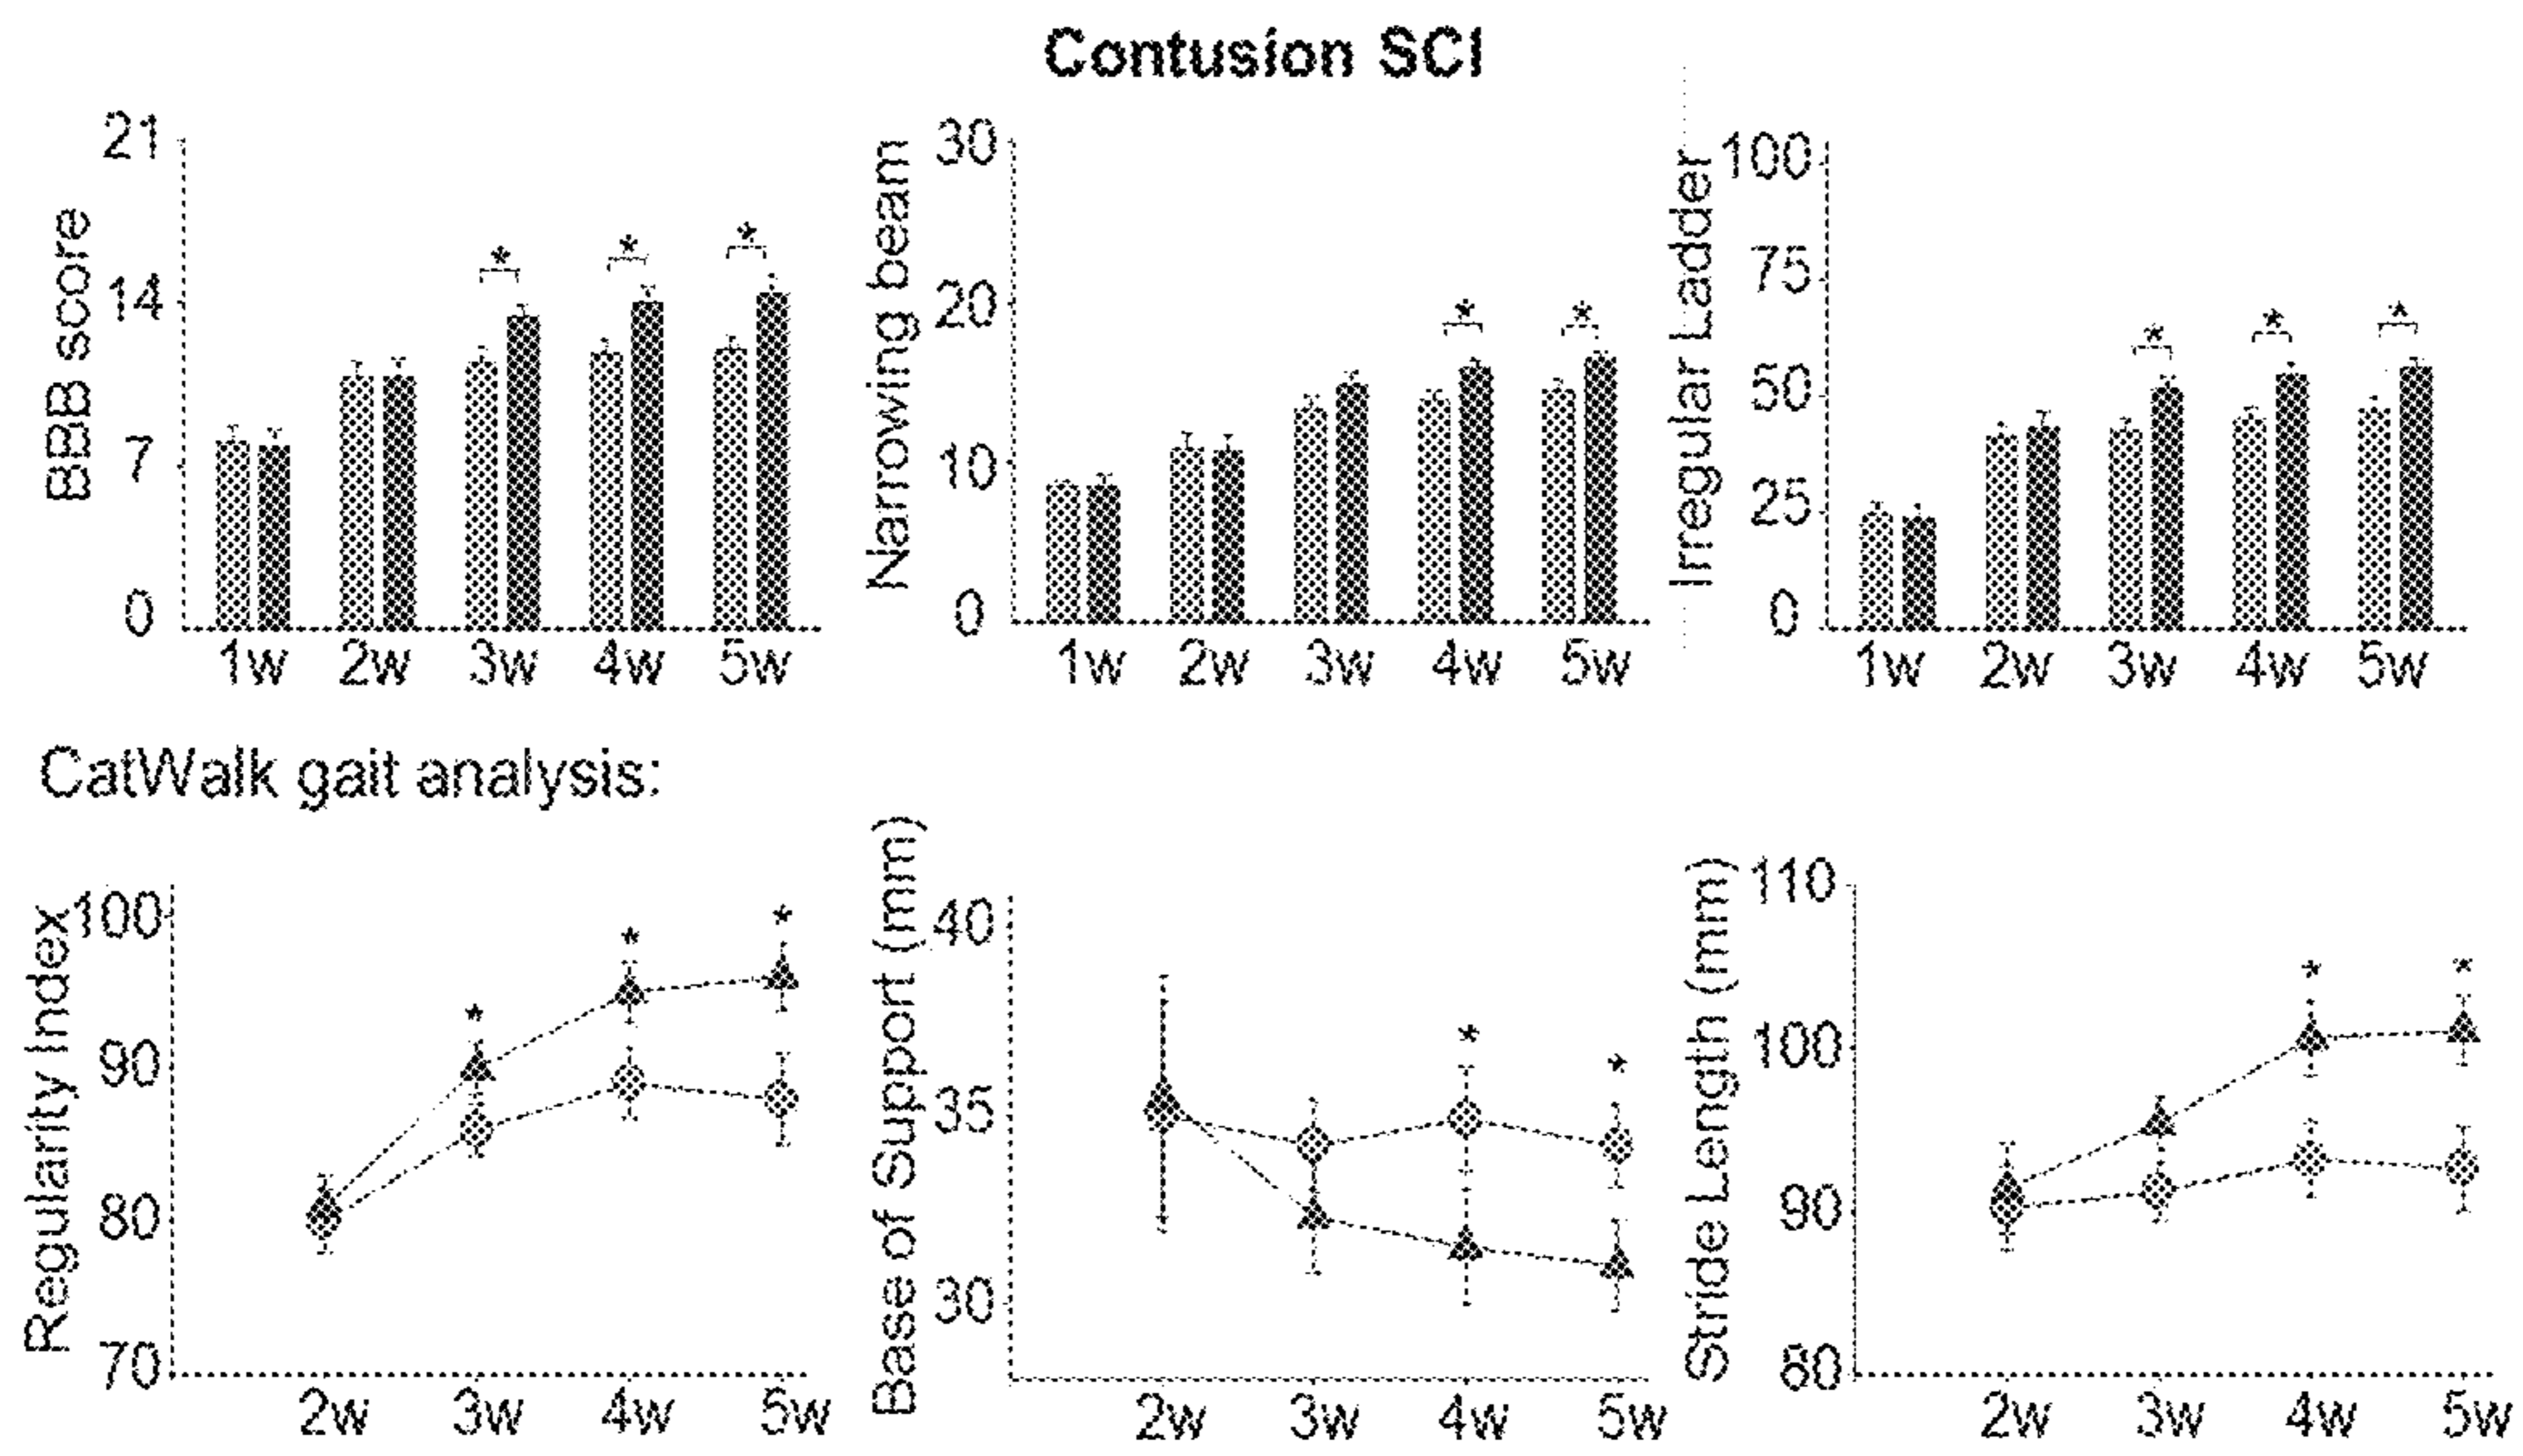 Contusion SCI
BBB score
21
14
7
0
* * *
1w 2w 3w 4w 5w
Narrowing beam
30
20
10
0
* *
1w 2w 3w 4w 5w
Irregular Ladder
100
75
50
25
0
* * *
1w 2w 3w 4w 5w
CatWalk gait analysis:
Regularity Index
100
90
80
70
* * *
2w 3w 4w 5w
Base of Support (mm)
40
35
30
* *
2w 3w 4w 5w
Stride Length (mm)
110
100
90
80
* *
2w 3w 4w 5w